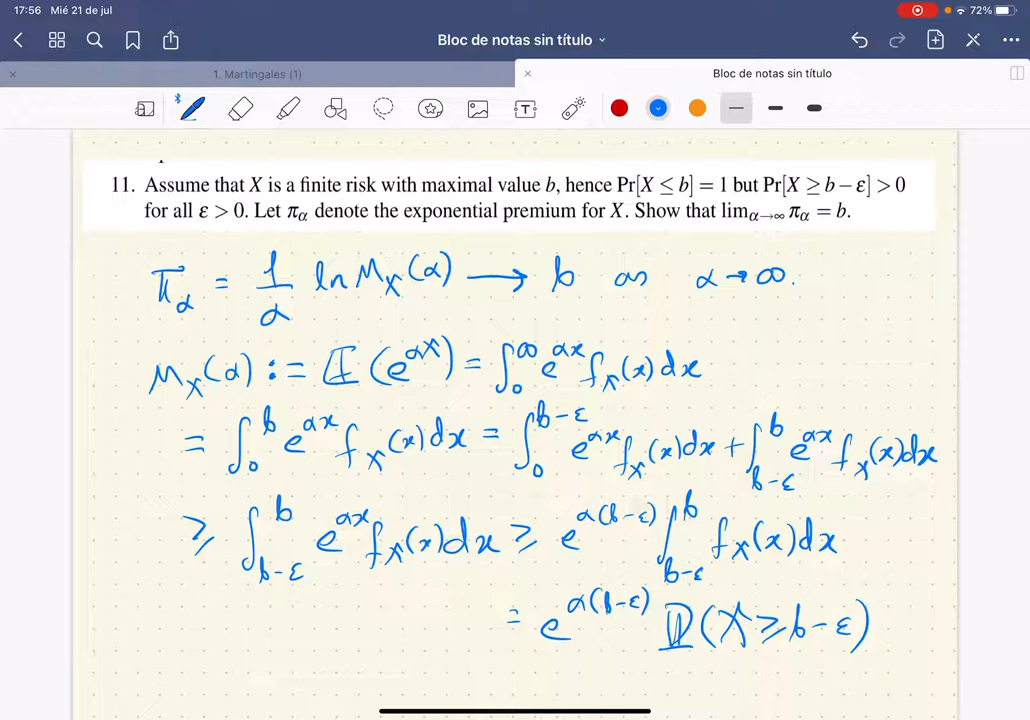 17:56 Mié 21 de jul 72%
Bloc de notas sin título
1. Martingales (1)
Bloc de notas sin título
11. Assume that X is a finite risk with maximal value b, hence Pr[X ≤ b] = 1 but Pr[X ≥ b − ε] > 0
for all ε > 0. Let π_α denote the exponential premium for X. Show that lim_{α→∞} π_α = b.
π_α = 1/α ln M_X(α) → b as α → ∞.
M_X(α) := E(e^{αX}) = ∫_0^∞ e^{αx} f_X(x) dx
= ∫_0^b e^{αx} f_X(x) dx = ∫_0^{b−ε} e^{αx} f_X(x) dx + ∫_{b−ε}^b e^{αx} f_X(x) dx
≥ ∫_{b−ε}^b e^{αx} f_X(x) dx ≥ e^{α(b−ε)} ∫_{b−ε}^b f_X(x) dx
= e^{α(b−ε)} P(X ≥ b−ε)